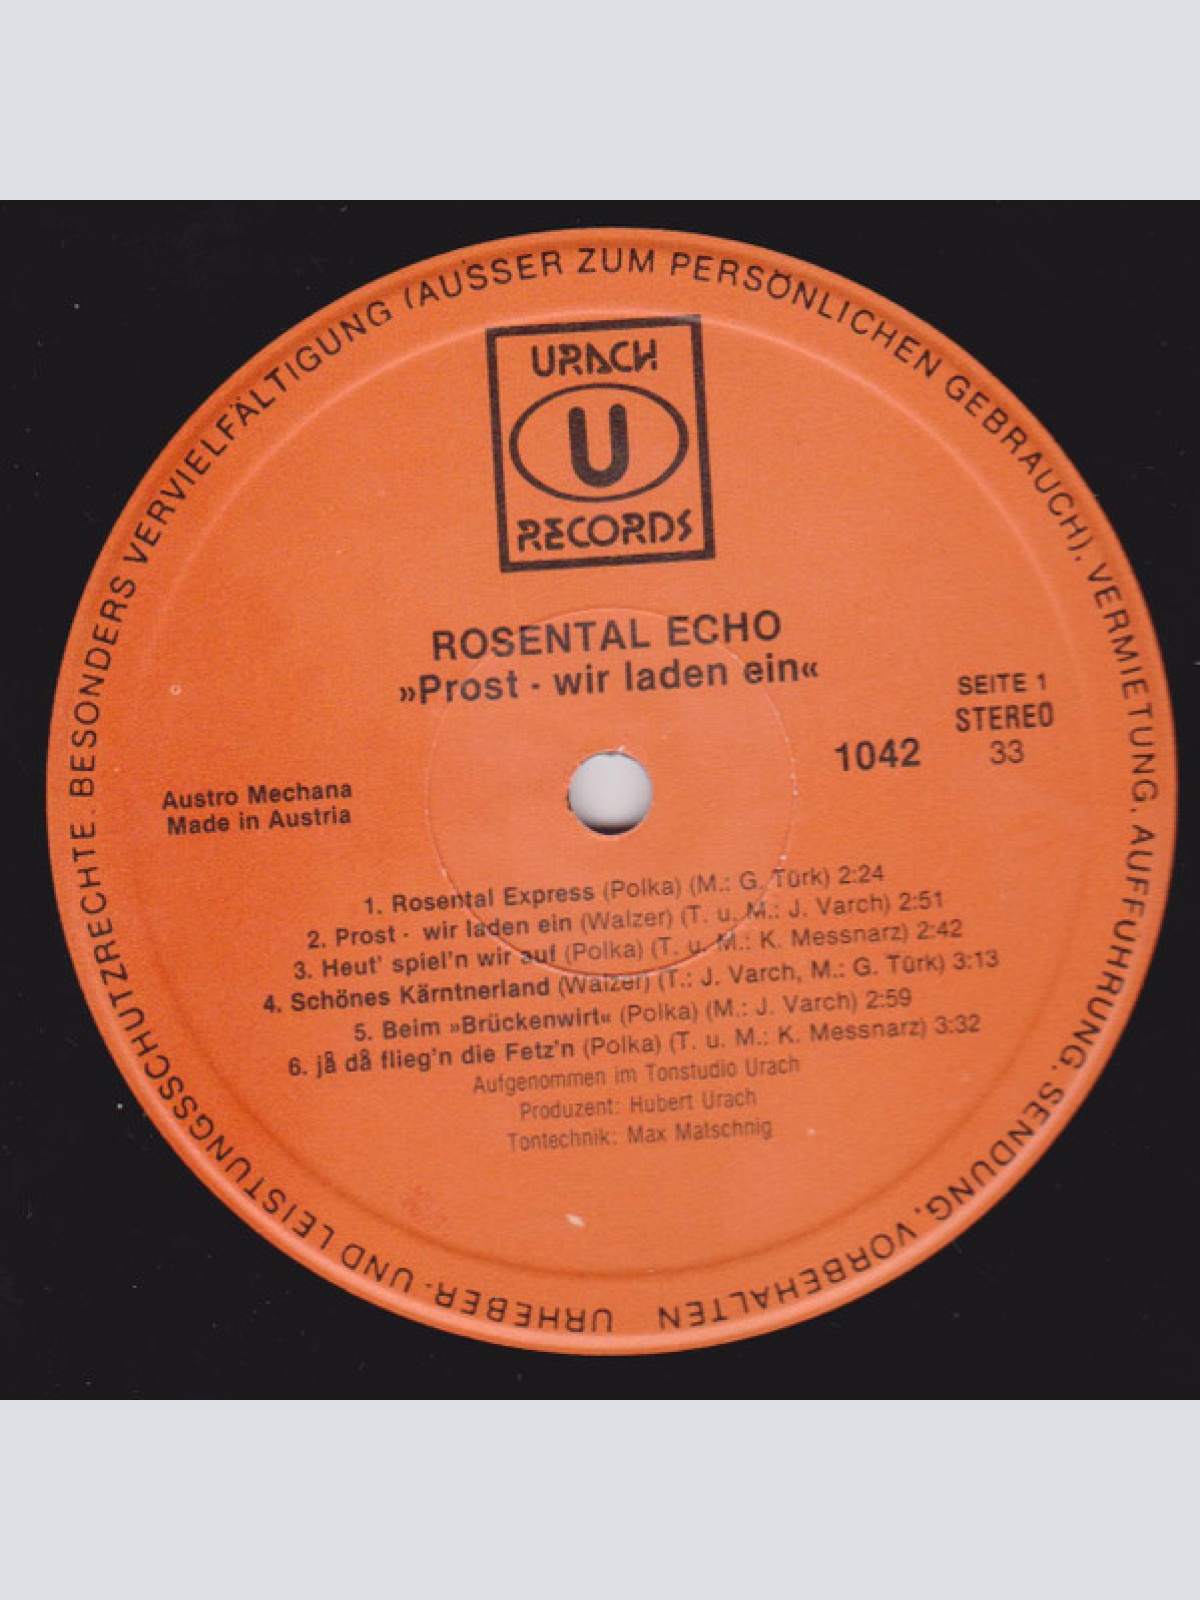 URHEBER- UND LEISTUNGSSCHUTZRECHTE. BESONDERS VERVIELFÄLTIGUNG (AUSSER ZUM PERSÖNLICHEN GEBRAUCH), VERMIETUNG, AUFFÜHRUNG, SENDUNG, VORBEHALTEN
URACH
U
RECORDS
ROSENTAL ECHO
»Prost - wir laden ein«
SEITE 1
STEREO
33
1042
Austro Mechana
Made in Austria
1. Rosental Express (Polka) (M.: G. Türk) 2:24
2. Prost - wir laden ein (Walzer) (T. u. M.: J. Varch) 2:51
3. Heut' spiel'n wir auf (Polka) (T. u. M.: K. Messnarz) 2:42
4. Schönes Kärntnerland (Walzer) (T.: J. Varch, M.: G. Türk) 3:13
5. Beim »Brückenwirt« (Polka) (M.: J. Varch) 2:59
6. jå då flieg'n die Fetz'n (Polka) (T. u. M.: K. Messnarz) 3:32
Aufgenommen im Tonstudio Urach
Produzent: Hubert Urach
Tontechnik: Max Matschnig